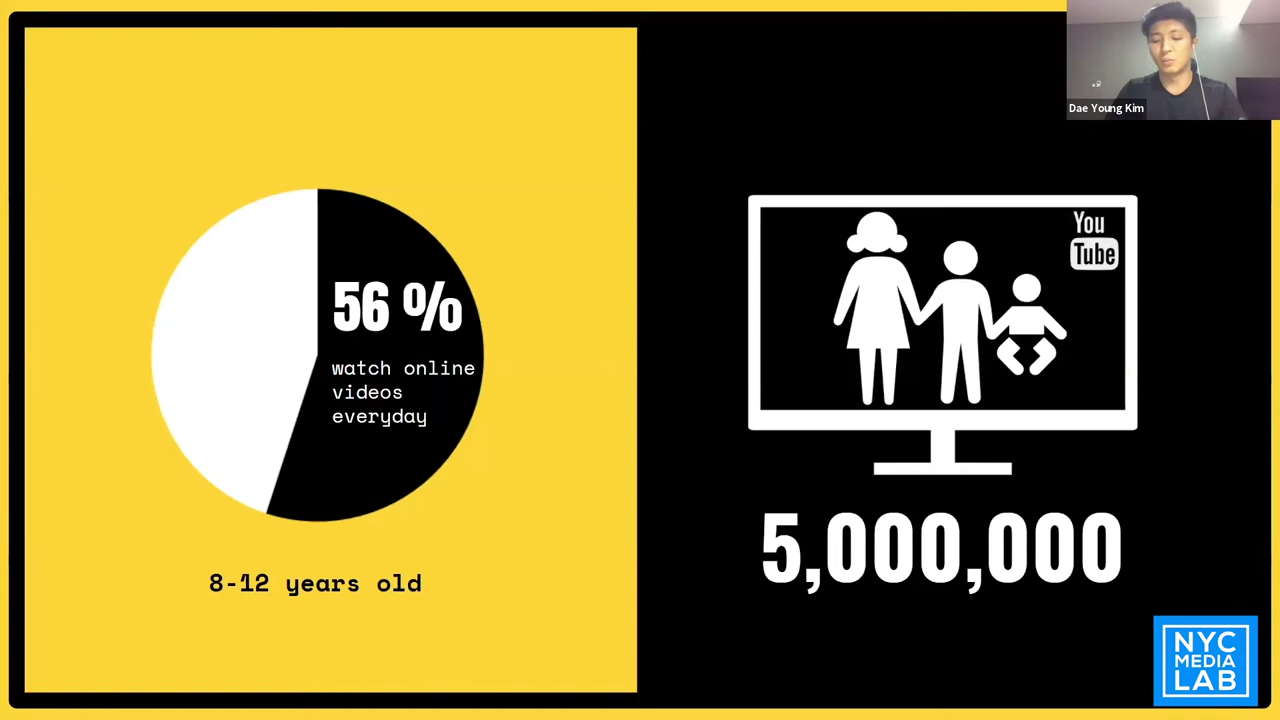 56 %
watch online
videos
everyday
8-12 years old
You
Tube
5,000,000
Dae Young Kim
NYC
MEDIA
LAB